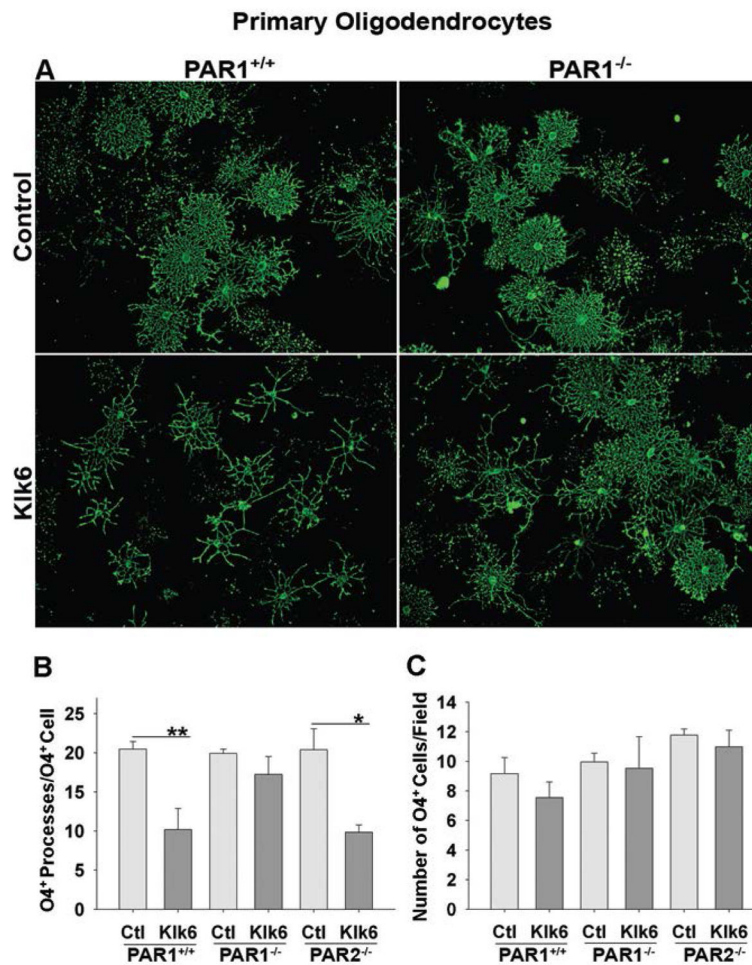 Primary Oligodendrocytes
A
PAR1+/+
PAR1-/-
Control
Klk6
B
O4+ Processes/O4+ Cell
25
20
15
10
5
0
**
*
Ctl Klk6 Ctl Klk6 Ctl Klk6
PAR1+/+ PAR1-/- PAR2-/-
C
Number of O4+ Cells/Field
14
12
10
8
6
4
2
0
Ctl Klk6 Ctl Klk6 Ctl Klk6
PAR1+/+ PAR1-/- PAR2-/-